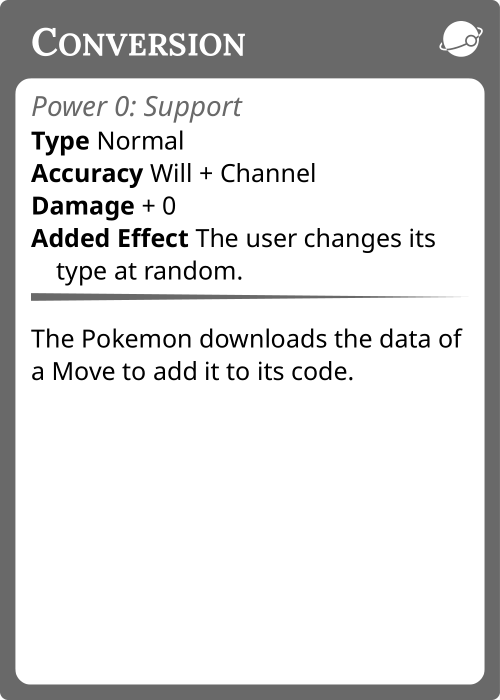 Conversion
Power 0: Support
Type Normal
Accuracy Will + Channel
Damage + 0
Added Effect The user changes its
type at random.
The Pokemon downloads the data of
a Move to add it to its code.